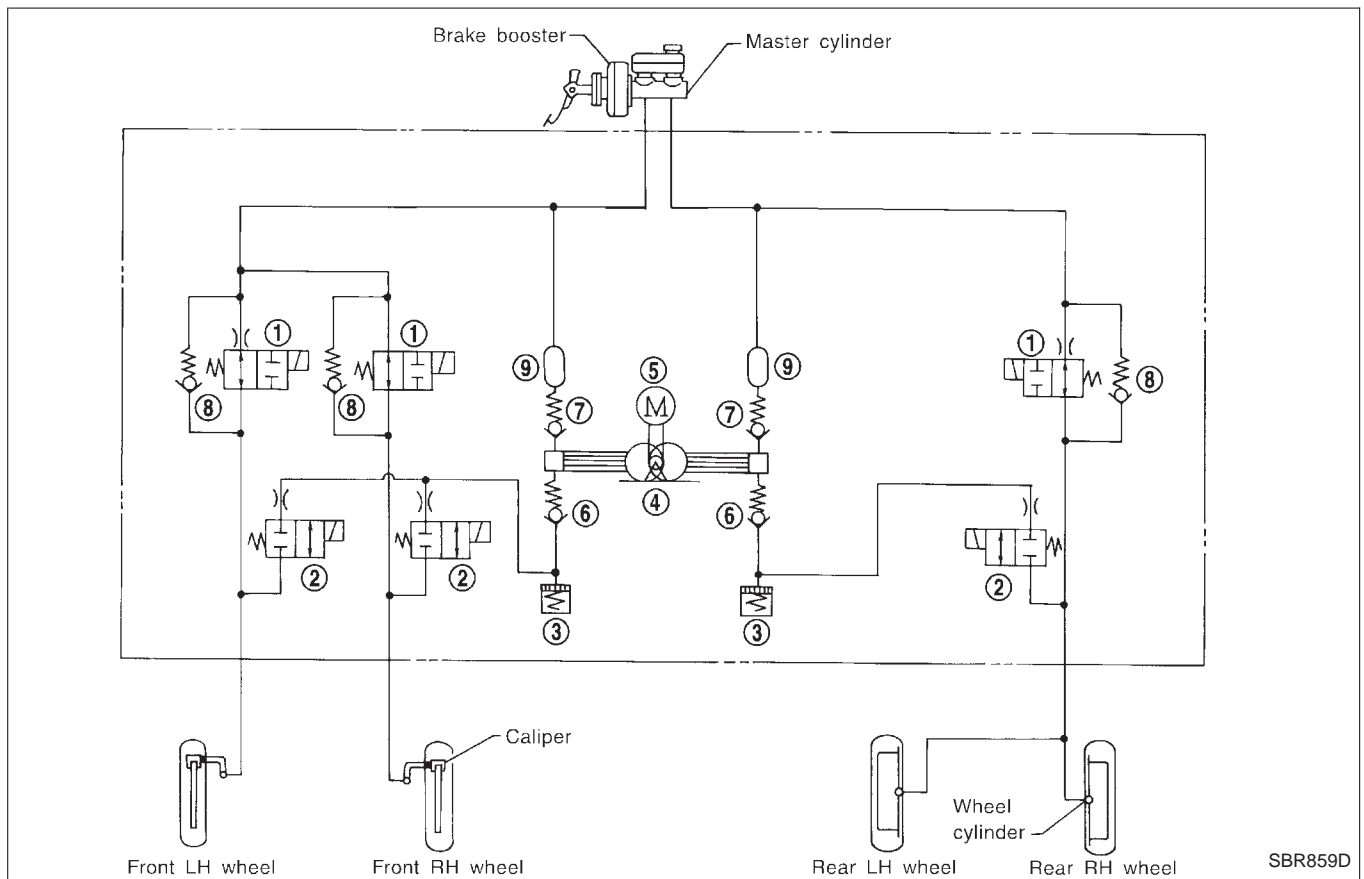 Brake booster
Master cylinder
①
①
①
⑧
⑧
⑧
⑨
⑤
⑨
M
⑦
⑦
⑥
④
⑥
②
②
②
③
③
Caliper
Wheel
cylinder
Front LH wheel
Front RH wheel
Rear LH wheel
Rear RH wheel
SBR859D